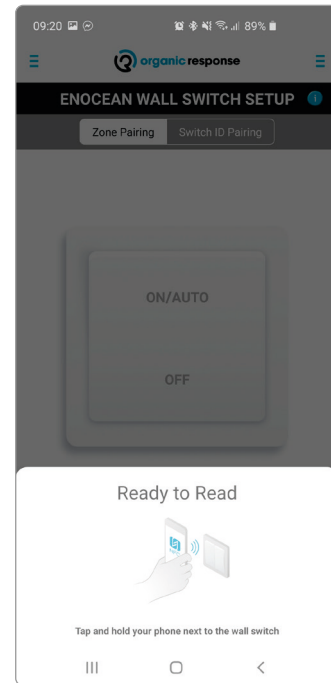 09:20 89%
organic response
ENOCEAN WALL SWITCH SETUP i
Zone Pairing Switch ID Pairing
ON/AUTO
OFF
Ready to Read
Tap and hold your phone next to the wall switch